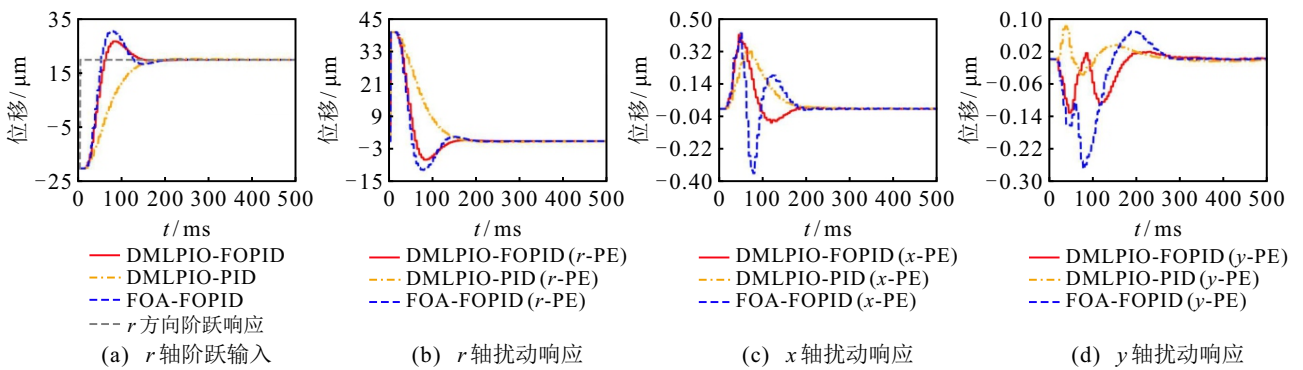 35
15
−5
−25
位移/ μm
0 100 200 300 400 500
t / ms
DMLPIO-FOPID
DMLPIO-PID
FOA-FOPID
r 方向阶跃响应
(a) r 轴阶跃输入
45
33
21
9
−3
−15
位移/ μm
0 100 200 300 400 500
t / ms
DMLPIO-FOPID (r-PE)
DMLPIO-PID (r-PE)
FOA-FOPID (r-PE)
(b) r 轴扰动响应
0.50
0.32
0.14
−0.04
−0.22
−0.40
位移/ μm
0 100 200 300 400 500
t / ms
DMLPIO-FOPID (x-PE)
DMLPIO-PID (x-PE)
FOA-FOPID (x-PE)
(c) x 轴扰动响应
0.10
0.02
−0.06
−0.14
−0.22
−0.30
位移/ μm
0 100 200 300 400 500
t / ms
DMLPIO-FOPID (y-PE)
DMLPIO-PID (y-PE)
FOA-FOPID (y-PE)
(d) y 轴扰动响应